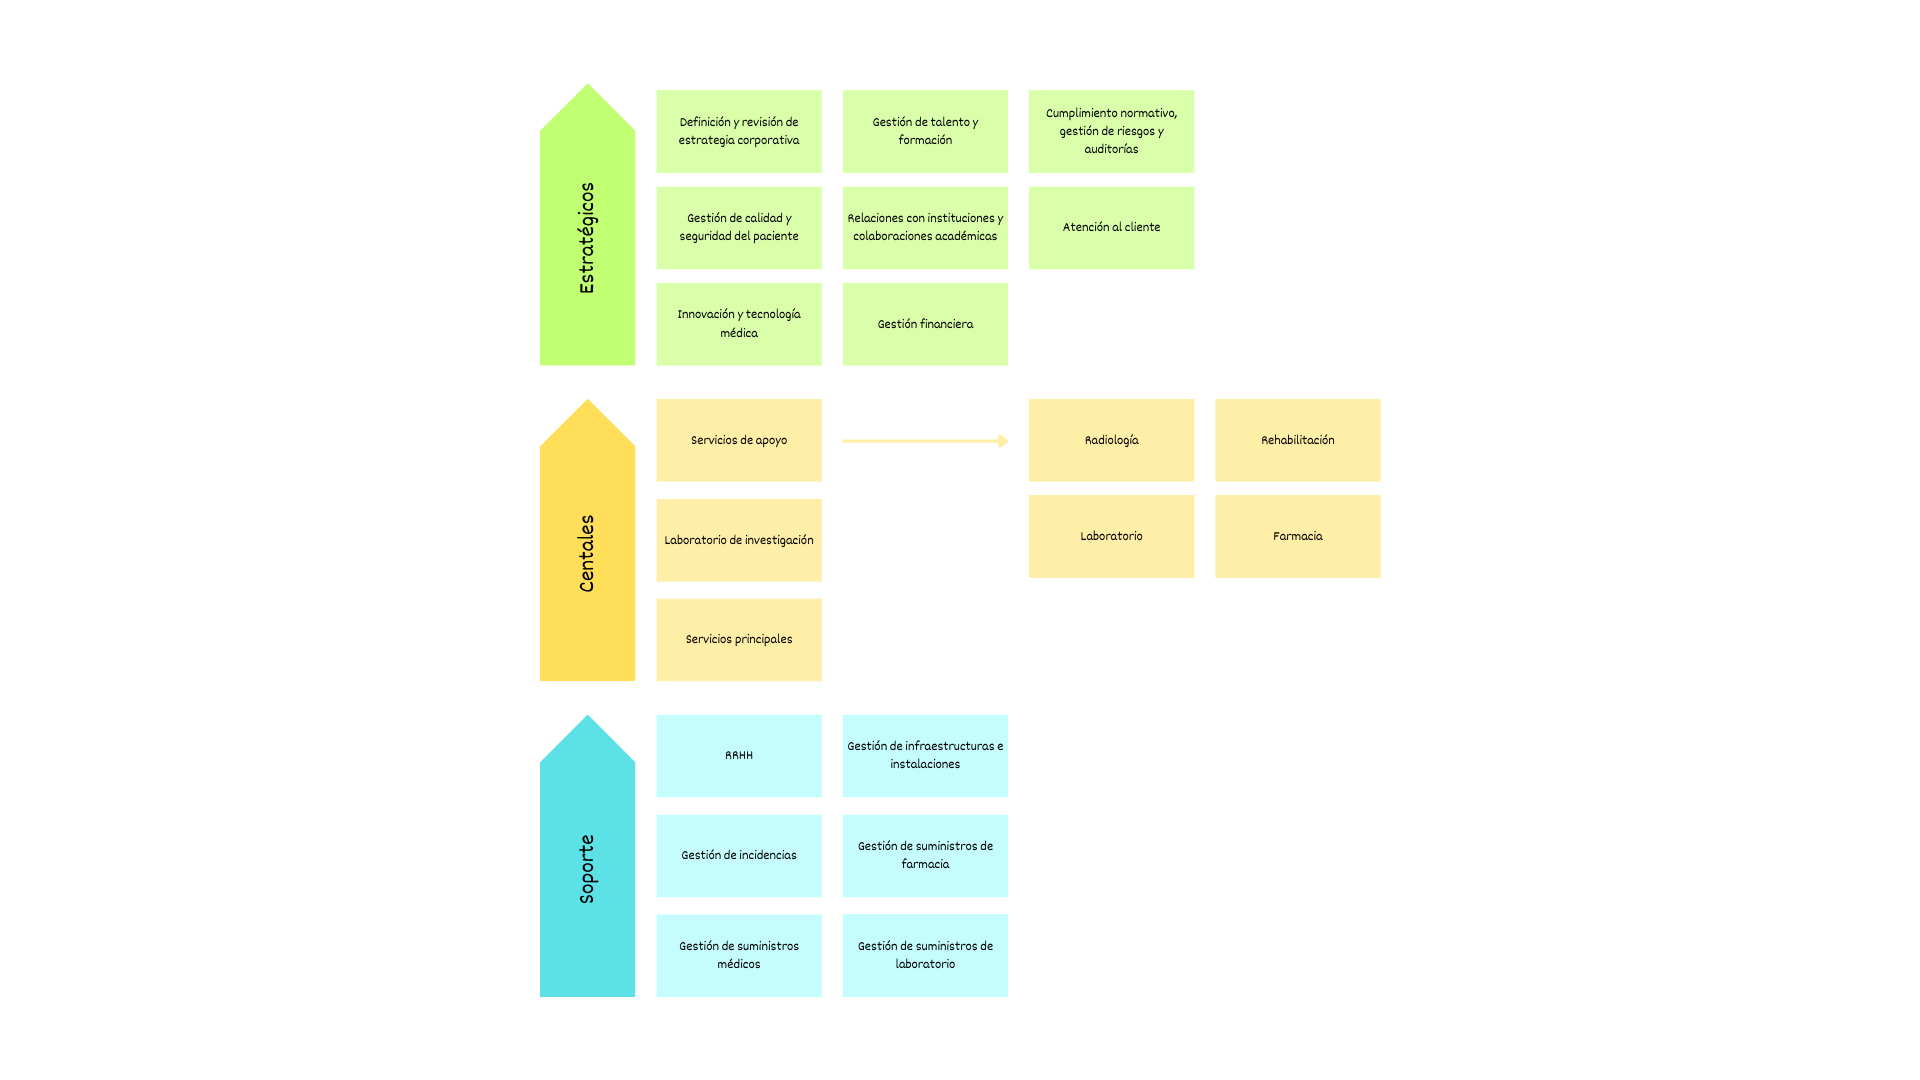 Estratégicos
Definición y revisión de
estrategia corporativa
Gestión de talento y
formación
Cumplimiento normativo,
gestión de riesgos y
auditorías
Gestión de calidad y
seguridad del paciente
Relaciones con instituciones y
colaboraciones académicas
Atención al cliente
Innovación y tecnología
médica
Gestión financiera
Centales
Servicios de apoyo
Radiología
Rehabilitación
Laboratorio de investigación
Laboratorio
Farmacia
Servicios principales
Soporte
RRHH
Gestión de infraestructuras e
instalaciones
Gestión de incidencias
Gestión de suministros de
farmacia
Gestión de suministros
médicos
Gestión de suministros de
laboratorio